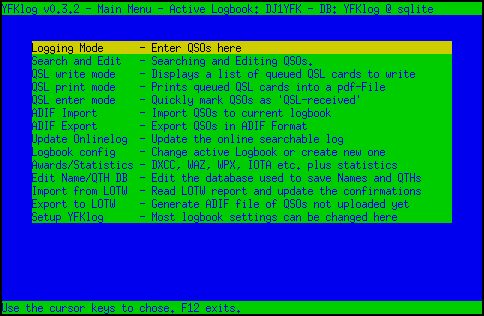 YFKlog v0.3.2 - Main Menu - Active Logbook: DJ1YFK - DB: YFKlog @ sqlite
Logging Mode - Enter QSOs here
Search and Edit - Searching and Editing QSOs.
QSL write mode - Displays a list of queued QSL cards to write
QSL print mode - Prints queued QSL cards into a pdf-File
QSL enter mode - Quickly mark QSOs as 'QSL-received'
ADIF Import - Import QSOs to current logbook
ADIF Export - Export QSOs in ADIF Format
Update Onlinelog - Update the online searchable log
Logbook config - Change active Logbook or create new one
Awards/Statistics - DXCC, WAZ, WPX, IOTA etc. plus statistics
Edit Name/QTH DB - Edit the database used to save Names and QTHs
Import from LOTW - Read LOTW report and update the confirmations
Export to LOTW - Generate ADIF file of QSOs not uploaded yet
Setup YFKlog - Most logbook settings can be changed here
Use the cursor keys to chose. F12 exits.